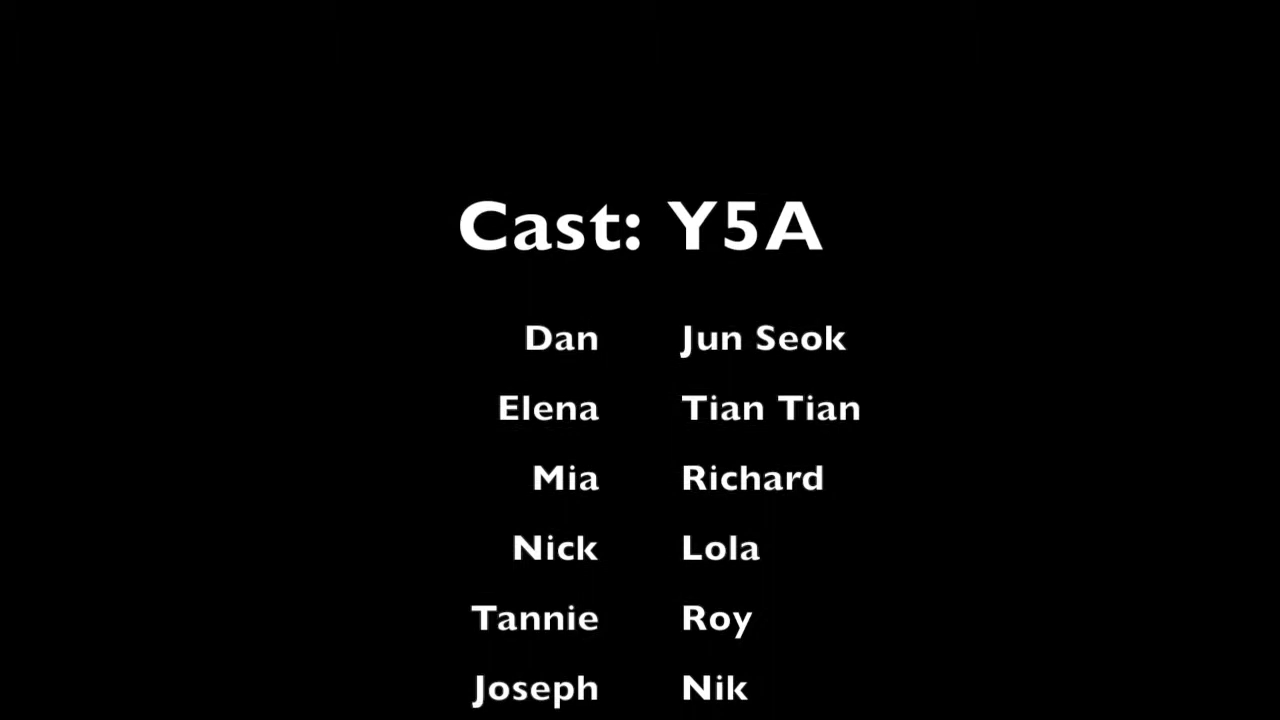 Cast: Y5A
Dan Jun Seok
Elena Tian Tian
Mia Richard
Nick Lola
Tannie Roy
Joseph Nik